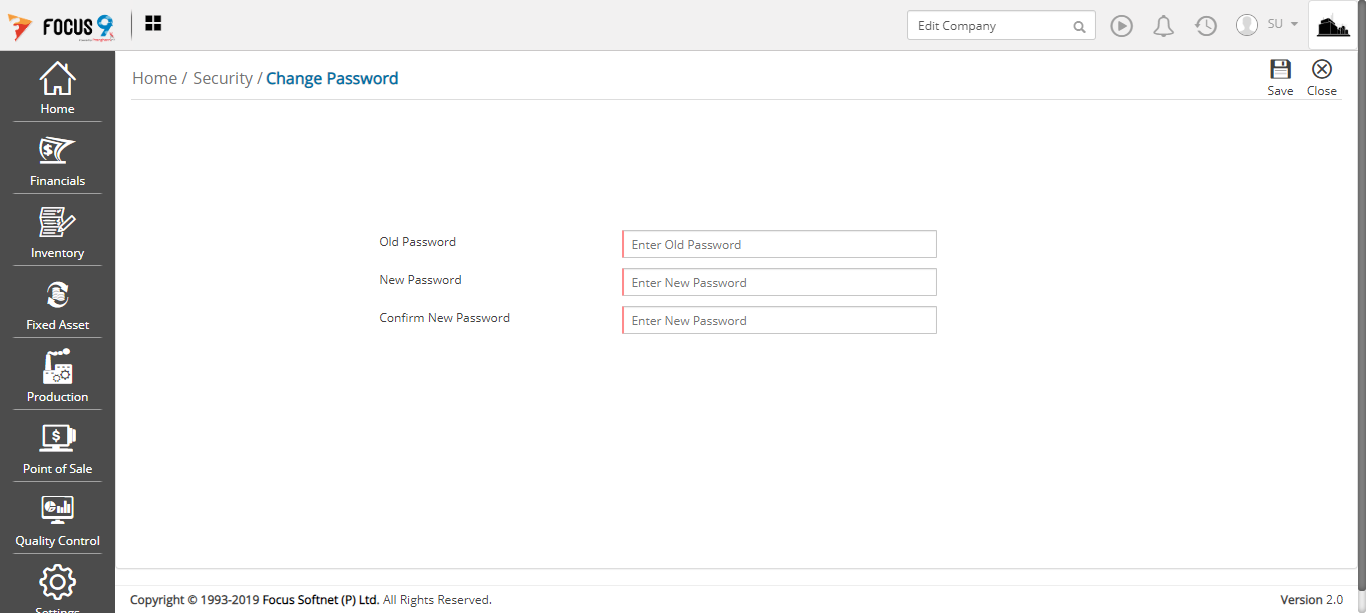 FOCUS 9
Edit Company
SU
Home / Security / Change Password
Save
Close
Home
Financials
Inventory
Fixed Asset
Production
Point of Sale
Quality Control
Settings
Old Password
Enter Old Password
New Password
Enter New Password
Confirm New Password
Enter New Password
Copyright © 1993-2019 Focus Softnet (P) Ltd. All Rights Reserved.
Version 2.0